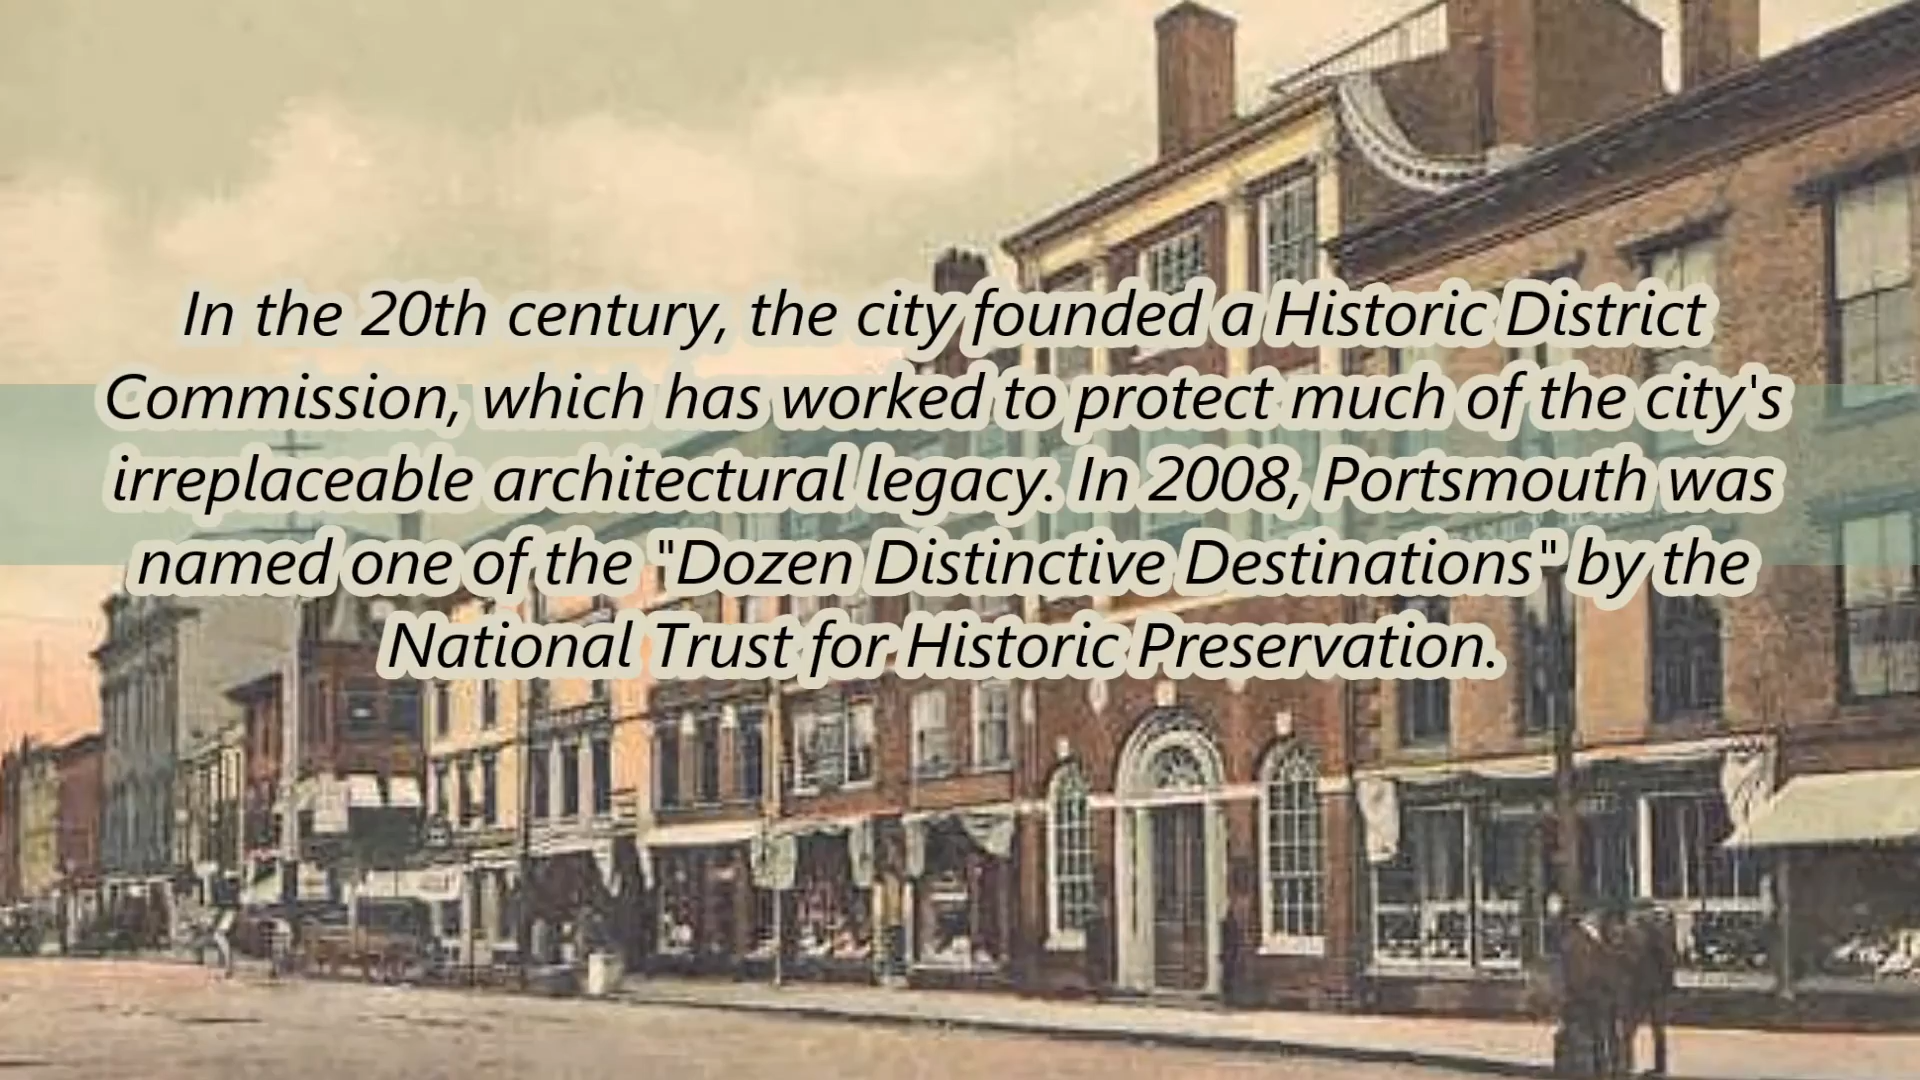 In the 20th century, the city founded a Historic District
Commission, which has worked to protect much of the city's
irreplaceable architectural legacy. In 2008, Portsmouth was
named one of the "Dozen Distinctive Destinations" by the
National Trust for Historic Preservation.